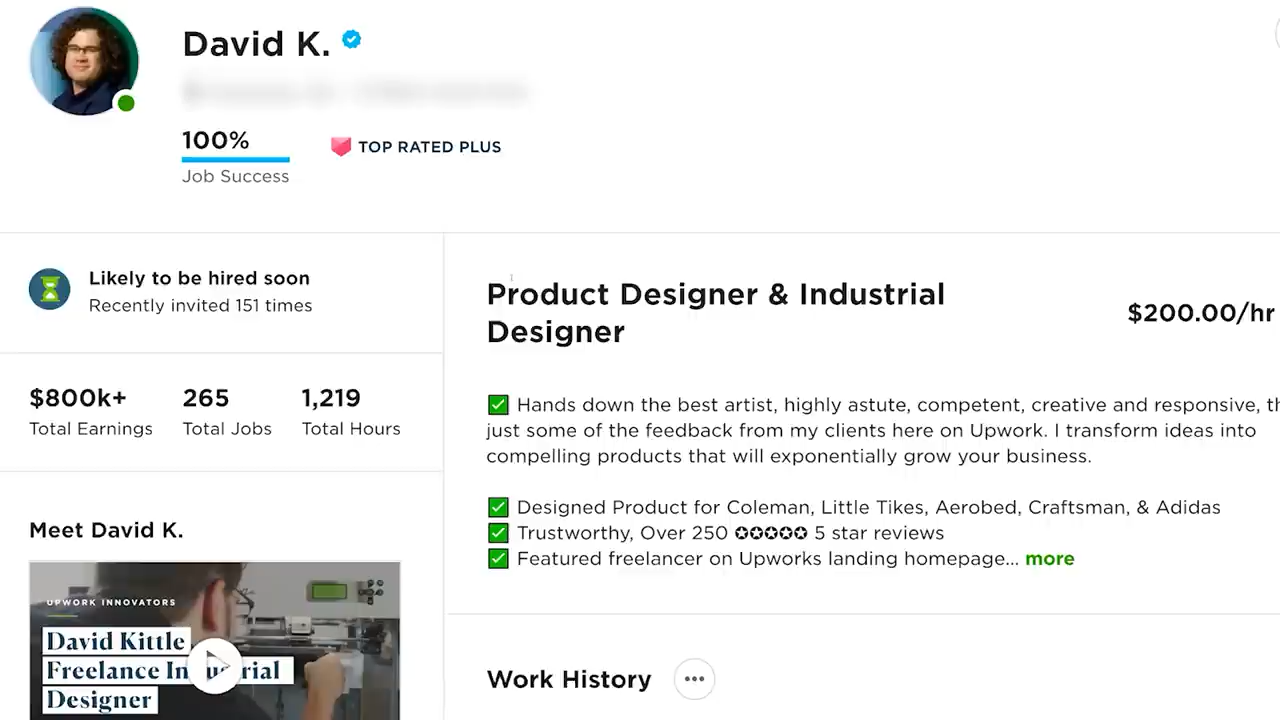 David K.
100%
TOP RATED PLUS
Job Success
Likely to be hired soon
Recently invited 151 times
$800k+
265
1,219
Total Earnings
Total Jobs
Total Hours
Meet David K.
UPWORK INNOVATORS
David Kittle
Freelance In us rial
Designer
Product Designer & Industrial
Designer
$200.00/hr
✅ Hands down the best artist, highly astute, competent, creative and responsive, th
just some of the feedback from my clients here on Upwork. I transform ideas into
compelling products that will exponentially grow your business.
✅ Designed Product for Coleman, Little Tikes, Aerobed, Craftsman, & Adidas
✅ Trustworthy, Over 250 ✪✪✪✪✪ 5 star reviews
✅ Featured freelancer on Upworks landing homepage... more
Work History